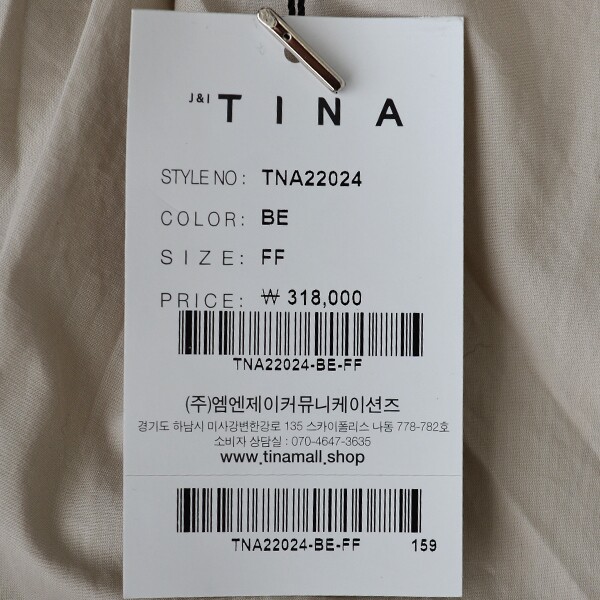 J&I TINA
STYLE NO: TNA22024
COLOR: BE
SIZE: FF
PRICE: ₩ 318,000
TNA22024-BE-FF
(주)엠엔제이커뮤니케이션즈
경기도 하남시 미사강변한강로 135 스카이폴리스 나동 778-782호
소비자 상담실 : 070-4647-3635
www.tinamall.shop
TNA22024-BE-FF 159